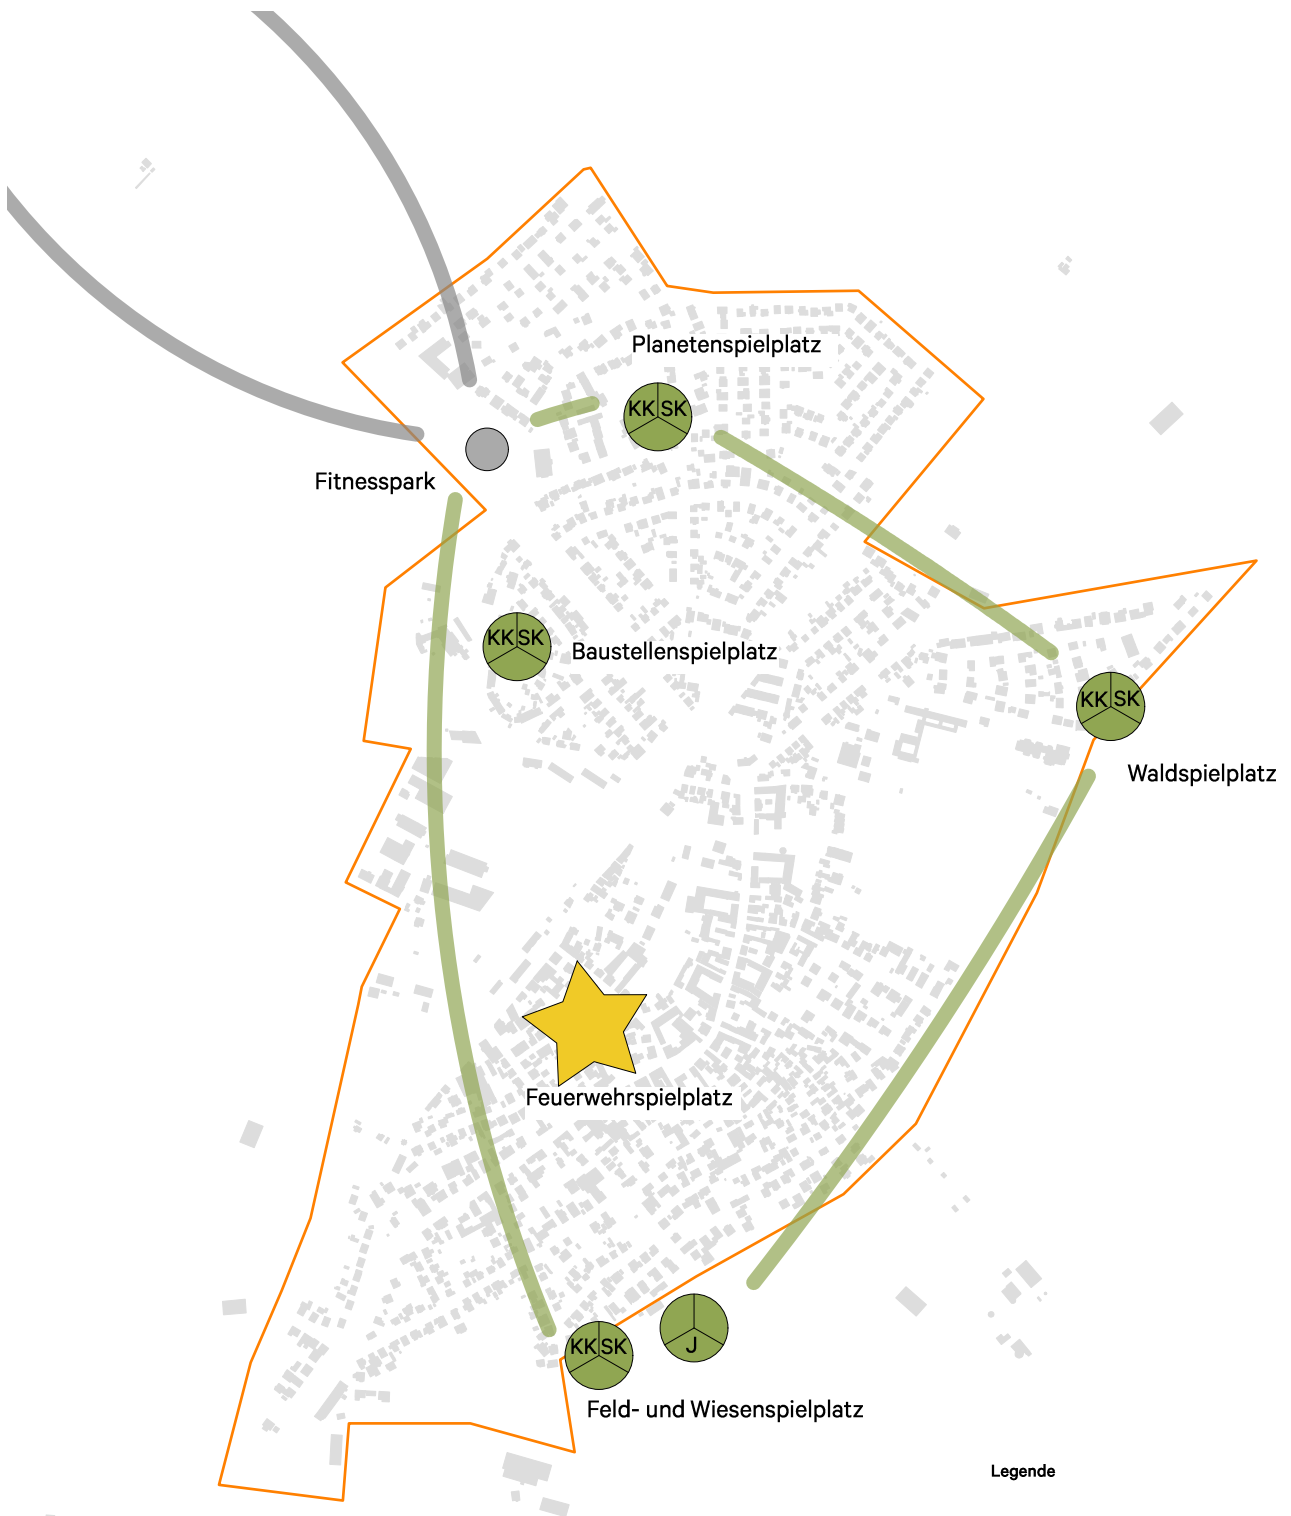 Planetenspielplatz
KK SK
Fitnesspark
KK SK
Baustellenspielplatz
KK SK
Waldspielplatz
Feuerwehrspielplatz
J
KK SK
Feld- und Wiesenspielplatz
Legende